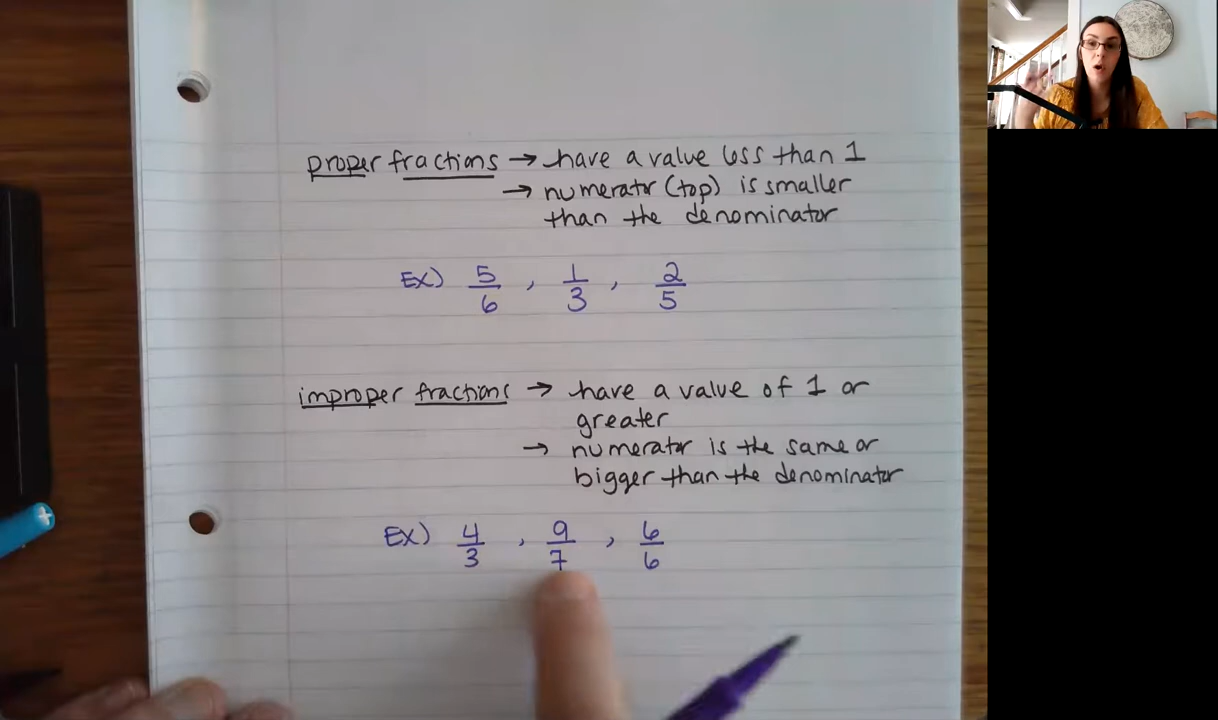 proper fractions → have a value less than 1
→ numerator (top) is smaller
than the denominator
Ex) 5/6 , 1/3 , 2/5
improper fractions → have a value of 1 or
greater
→ numerator is the same or
bigger than the denominator
Ex) 4/3 , 9/7 , 6/6